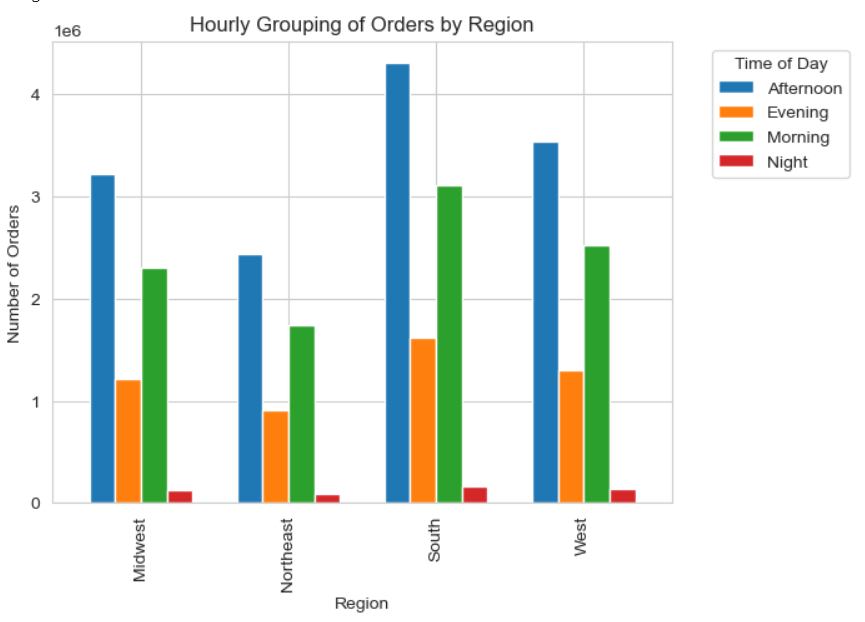 Hourly Grouping of Orders by Region
1e6
4
3
2
1
0
Number of Orders
Midwest
Northeast
South
West
Region
Time of Day
Afternoon
Evening
Morning
Night